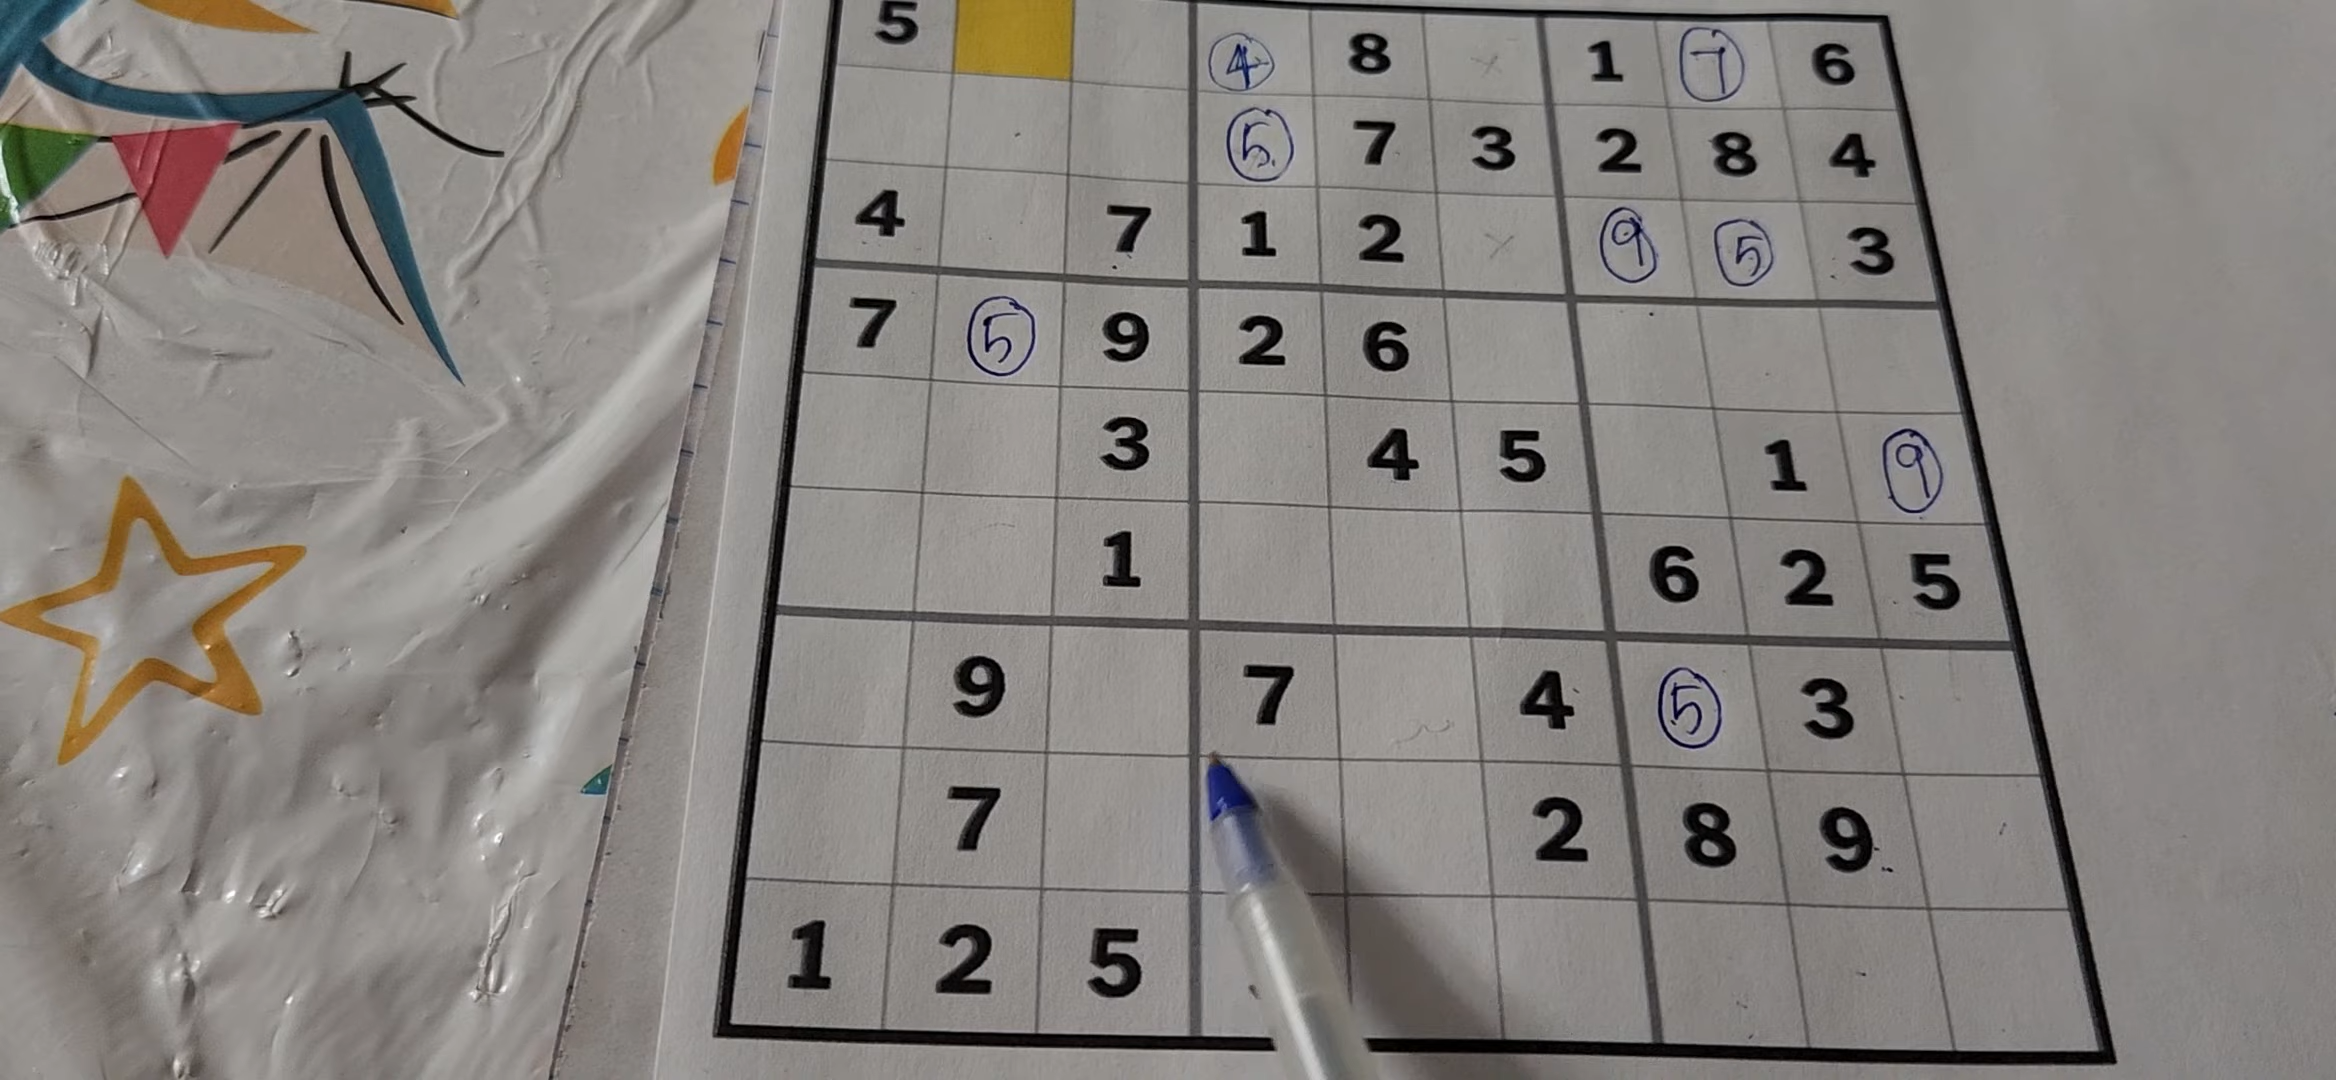 5 4 8 1 7 6
5 7 3 2 8 4
4 7 1 2 9 5 3
7 5 9 2 6
3 4 5 1 9
1 6 2 5
9 7 4 5 3
7 2 8 9
1 2 5